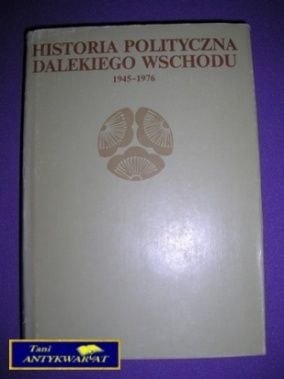 HISTORIA POLITYCZNA
DALEKIEGO WSCHODU
1945-1976
Tani
ANTYKWARIAT